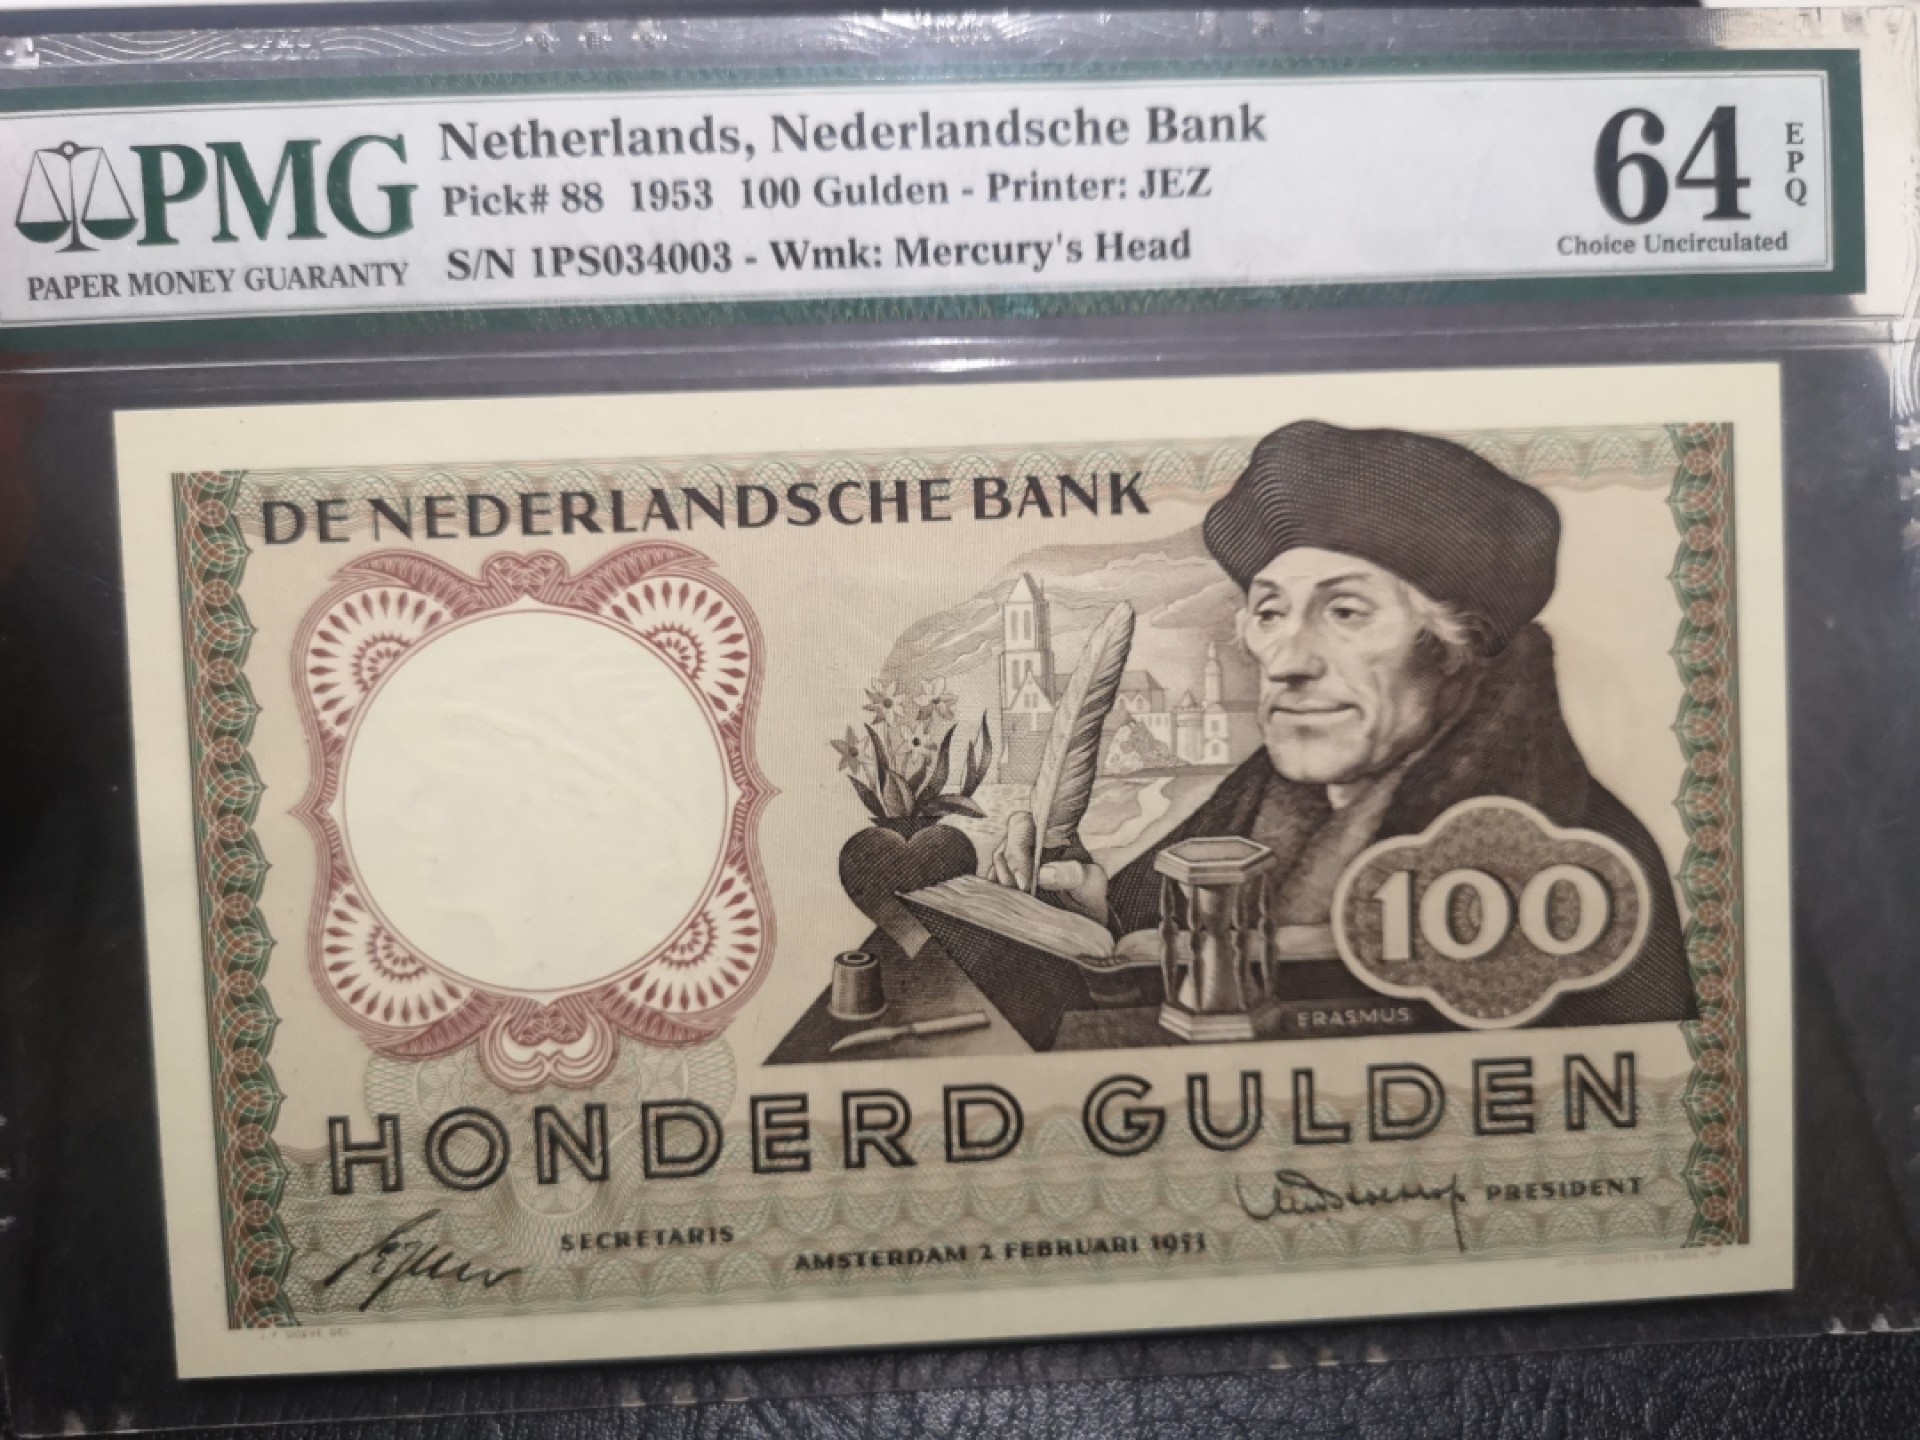 PMG
PAPER MONEY GUARANTY
Netherlands, Nederlandsche Bank
Pick# 88 1953 100 Gulden - Printer: JEZ
S/N 1PS034003 - Wmk: Mercury's Head
64
EPQ
Choice Uncirculated
DE NEDERLANDSCHE BANK
100
ERASMUS
HONDERD GULDEN
SECRETARIS
PRESIDENT
AMSTERDAM 2 FEBRUARI 1953